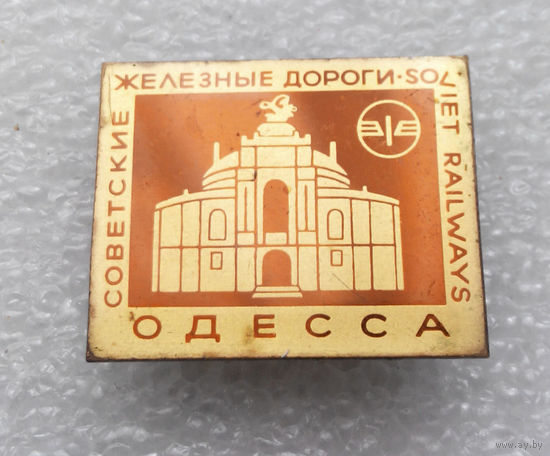 СОВЕТСКИЕ
ЖЕЛЕЗНЫЕ ДОРОГИ · SOVIET
RAILWAYS
ОДЕССА
www.ay.by